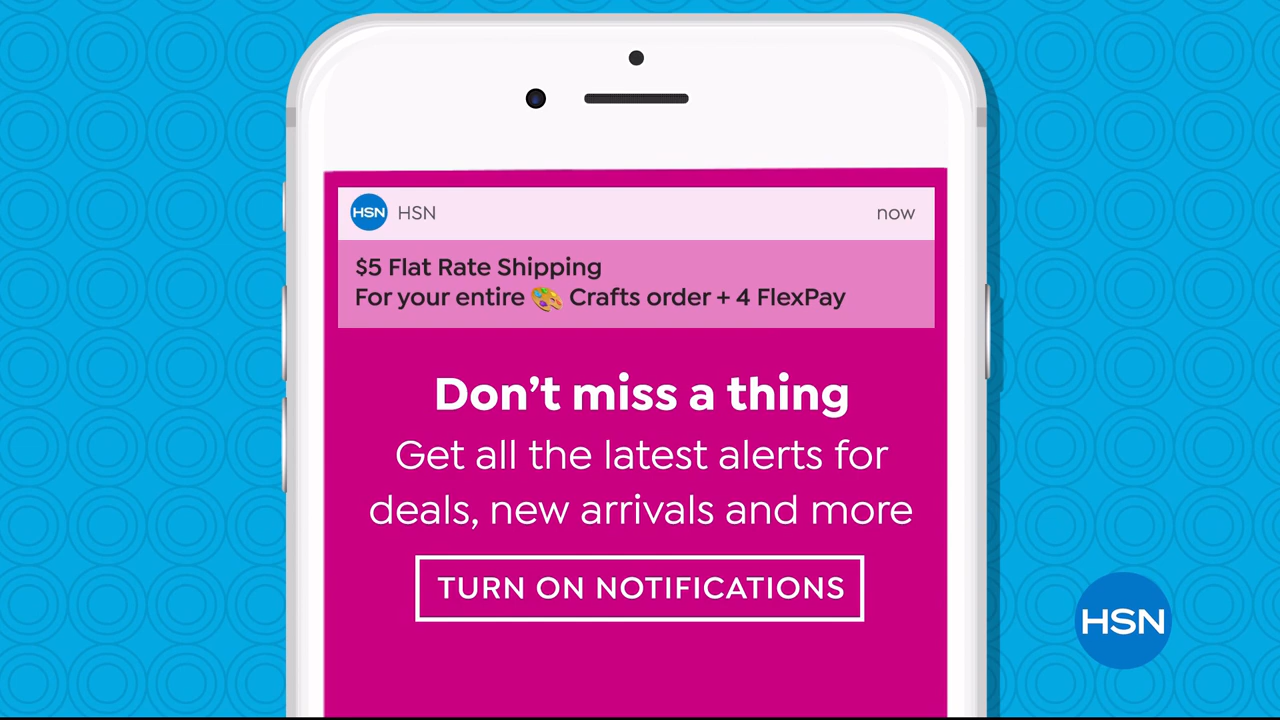 HSN HSN now
$5 Flat Rate Shipping
For your entire 🎨 Crafts order + 4 FlexPay
Don't miss a thing
Get all the latest alerts for
deals, new arrivals and more
TURN ON NOTIFICATIONS
HSN